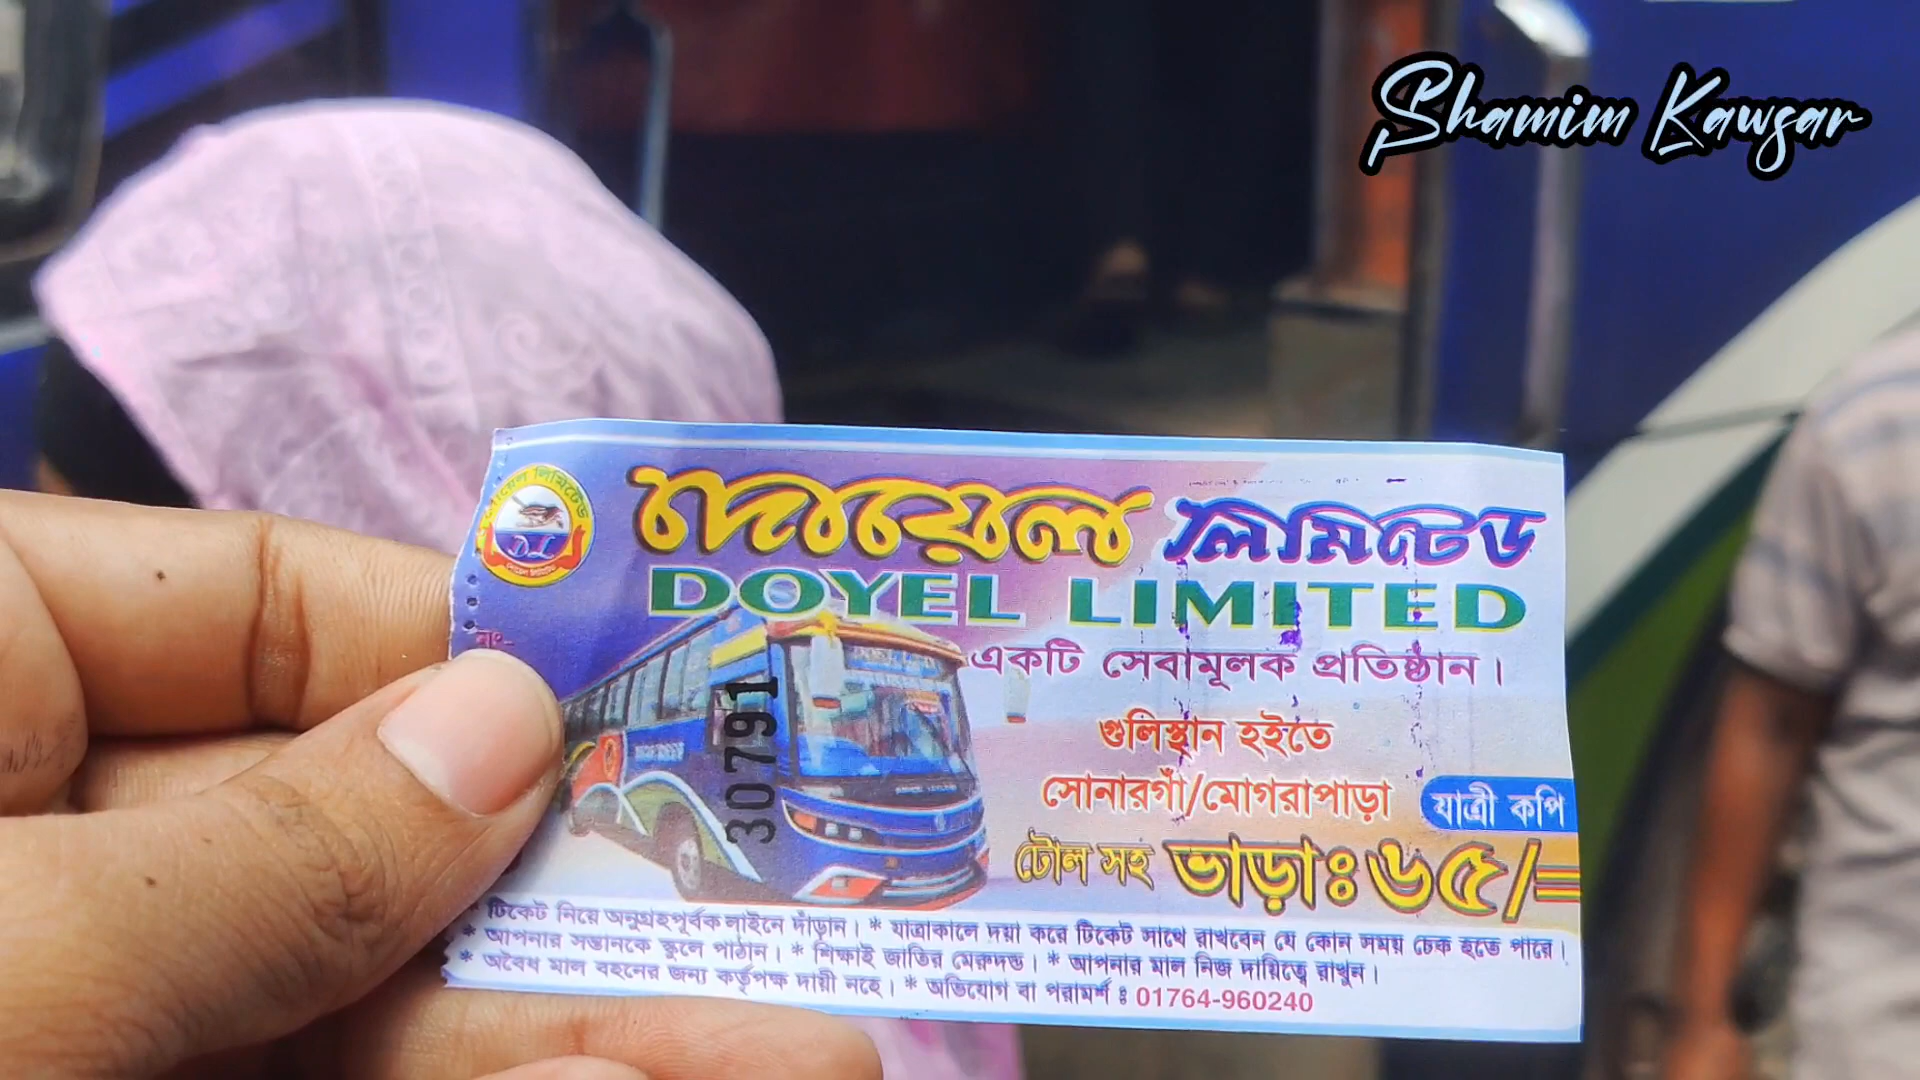 Shamim Kawsar
দোয়েল লিমিটেড
DOYEL LIMITED
একটি সেবামূলক প্রতিষ্ঠান।
নাং-
307791
গুলিস্থান হইতে
সোনারগাঁ/মোগরাপাড়া
যাত্রী কপি
টোল সহ ভাড়াঃ ৬৫/=
* টিকেট নিয়ে অনুগ্রহপূর্বক লাইনে দাঁড়ান। * যাত্রাকালে দয়া করে টিকেট সাথে রাখবেন যে কোন সময় চেক হতে পারে।
* আপনার সন্তানকে স্কুলে পাঠান। * শিক্ষাই জাতির মেরুদন্ড। * আপনার মাল নিজ দায়িত্বে রাখুন।
* অবৈধ মাল বহনের জন্য কর্তৃপক্ষ দায়ী নহে। * অভিযোগ বা পরামর্শ ঃ 01764-960240